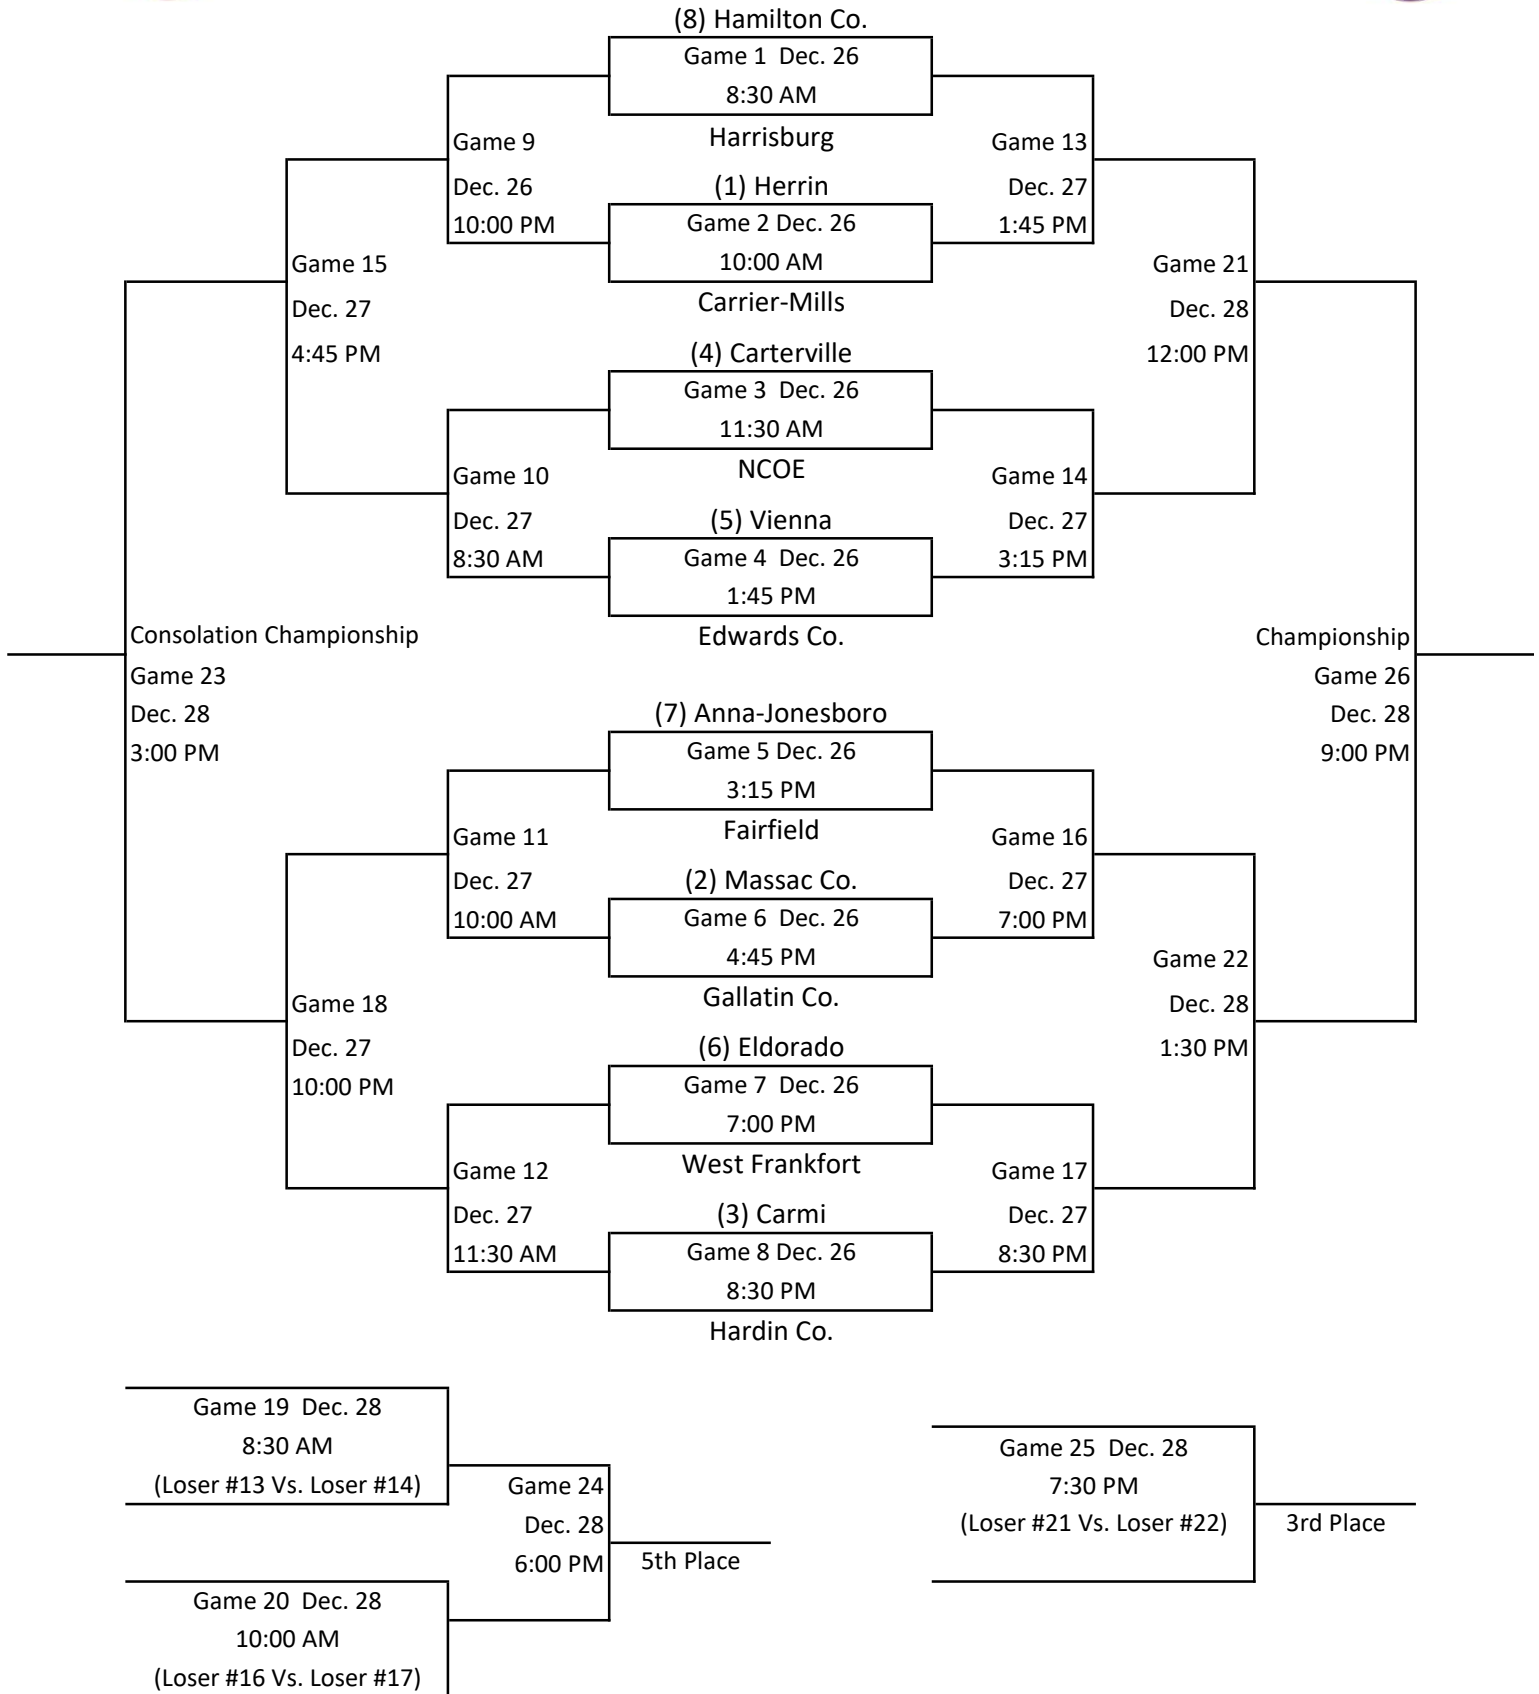 (8) Hamilton Co.
Game 1 Dec. 26
8:30 AM
Harrisburg
Game 9
Dec. 26
10:00 PM
Game 13
Dec. 27
1:45 PM
(1) Herrin
Game 2 Dec. 26
10:00 AM
Carrier-Mills
Game 15
Dec. 27
4:45 PM
Game 21
Dec. 28
12:00 PM
(4) Carterville
Game 3 Dec. 26
11:30 AM
NCOE
Game 10
Dec. 27
8:30 AM
Game 14
Dec. 27
3:15 PM
(5) Vienna
Game 4 Dec. 26
1:45 PM
Edwards Co.
Consolation Championship
Game 23
Dec. 28
3:00 PM
Championship
Game 26
Dec. 28
9:00 PM
(7) Anna-Jonesboro
Game 5 Dec. 26
3:15 PM
Fairfield
Game 11
Dec. 27
10:00 AM
Game 16
Dec. 27
7:00 PM
(2) Massac Co.
Game 6 Dec. 26
4:45 PM
Gallatin Co.
Game 18
Dec. 27
10:00 PM
Game 22
Dec. 28
1:30 PM
(6) Eldorado
Game 7 Dec. 26
7:00 PM
West Frankfort
Game 12
Dec. 27
11:30 AM
Game 17
Dec. 27
8:30 PM
(3) Carmi
Game 8 Dec. 26
8:30 PM
Hardin Co.
Game 19 Dec. 28
8:30 AM
(Loser #13 Vs. Loser #14)
Game 24
Dec. 28
6:00 PM
5th Place
Game 20 Dec. 28
10:00 AM
(Loser #16 Vs. Loser #17)
Game 25 Dec. 28
7:30 PM
(Loser #21 Vs. Loser #22)
3rd Place